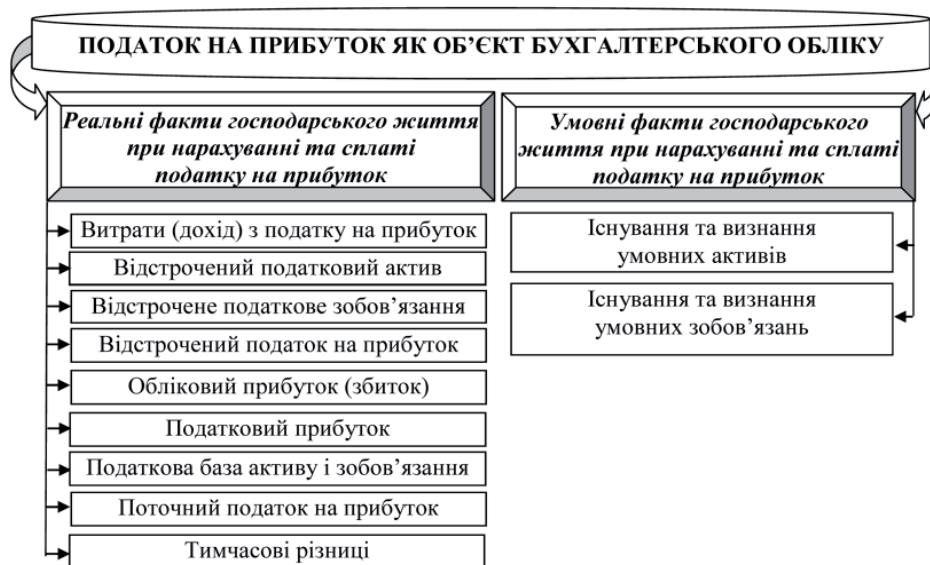 ПОДАТОК НА ПРИБУТОК ЯК ОБ’ЄКТ БУХГАЛТЕРСЬКОГО ОБЛІКУ
Реальні факти господарського життя
при нарахуванні та сплаті
податку на прибуток
Витрати (дохід) з податку на прибуток
Відстрочений податковий актив
Відстрочене податкове зобов’язання
Відстрочений податок на прибуток
Обліковий прибуток (збиток)
Податковий прибуток
Податкова база активу і зобов’язання
Поточний податок на прибуток
Тимчасові різниці
Умовні факти господарського
життя при нарахуванні та сплаті
податку на прибуток
Існування та визнання
умовних активів
Існування та визнання
умовних зобов’язань